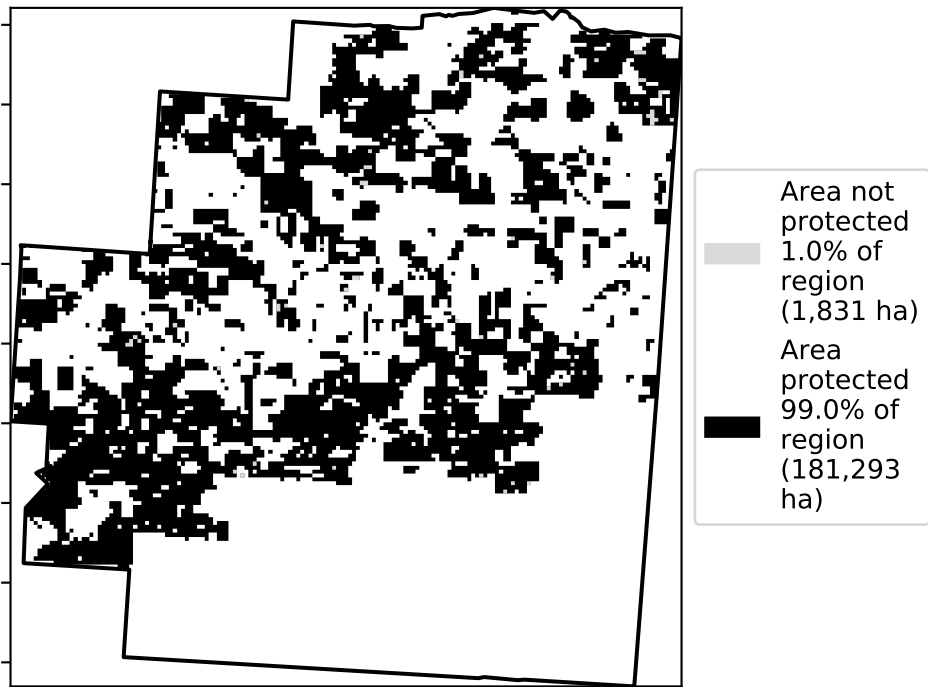 Area not
protected
1.0% of
region
(1,831 ha)
Area
protected
99.0% of
region
(181,293
ha)